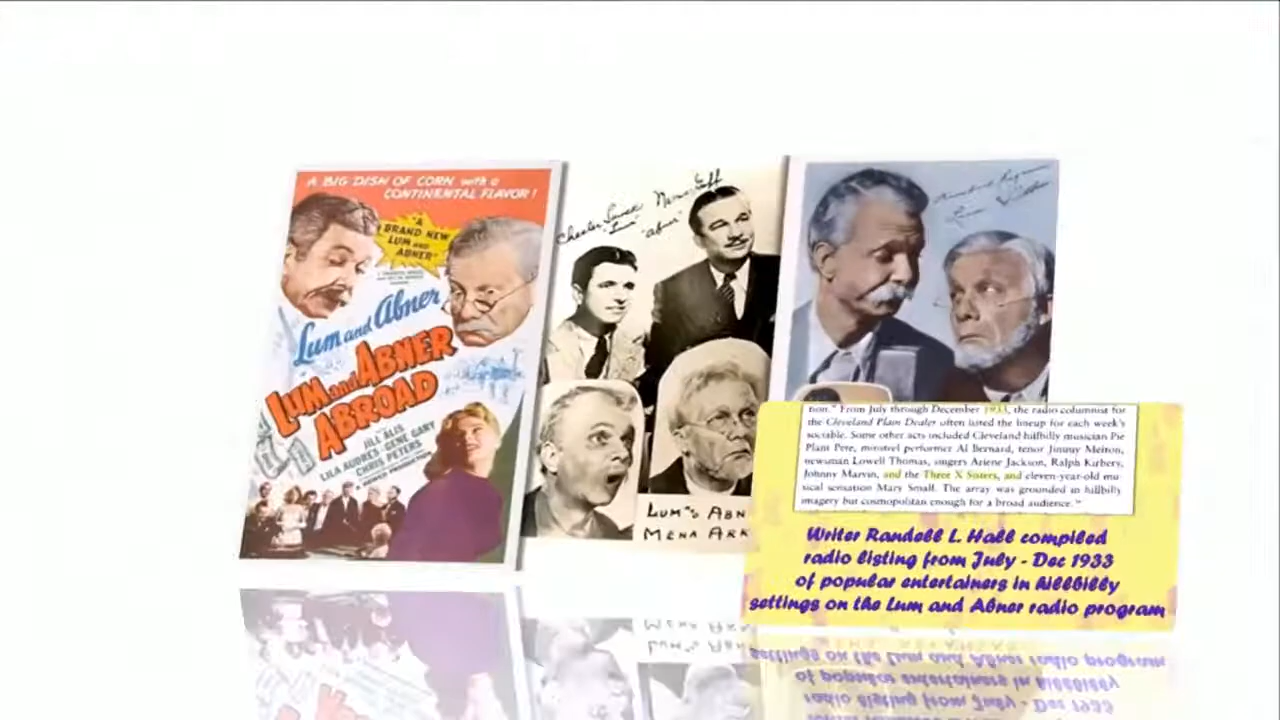 A BIG DISH OF CORN with a
CONTINENTAL FLAVOR!
"A
BRAND NEW
LUM AND
ABNER"
Lum and Abner
LUM and ABNER
ABROAD
JILL ALIS
LILA AUDRES · GENE GARY
CHRIS PETERS
Chester Lauck
"Lum"
Norris Goff
"Abner"
LUM'S ABN
MENA ARK
tion." From July through December 1933, the radio columnist for
the Cleveland Plain Dealer often listed the lineup for each week's
sociable. Some other acts included Cleveland hillbilly musician Pie
Plant Pete, minstrel performer Al Bernard, tenor Jimmy Melton,
newsman Lowell Thomas, singers Arlene Jackson, Ralph Kirbery,
Johnny Marvin, and the Three X Sisters, and eleven-year-old mu-
sical sensation Mary Small. The array was grounded in hillbilly
imagery but cosmopolitan enough for a broad audience."
Writer Randell L. Hall compiled
radio listing from July - Dec 1933
of popular entertainers in hillbilly
settings on the Lum and Abner radio program